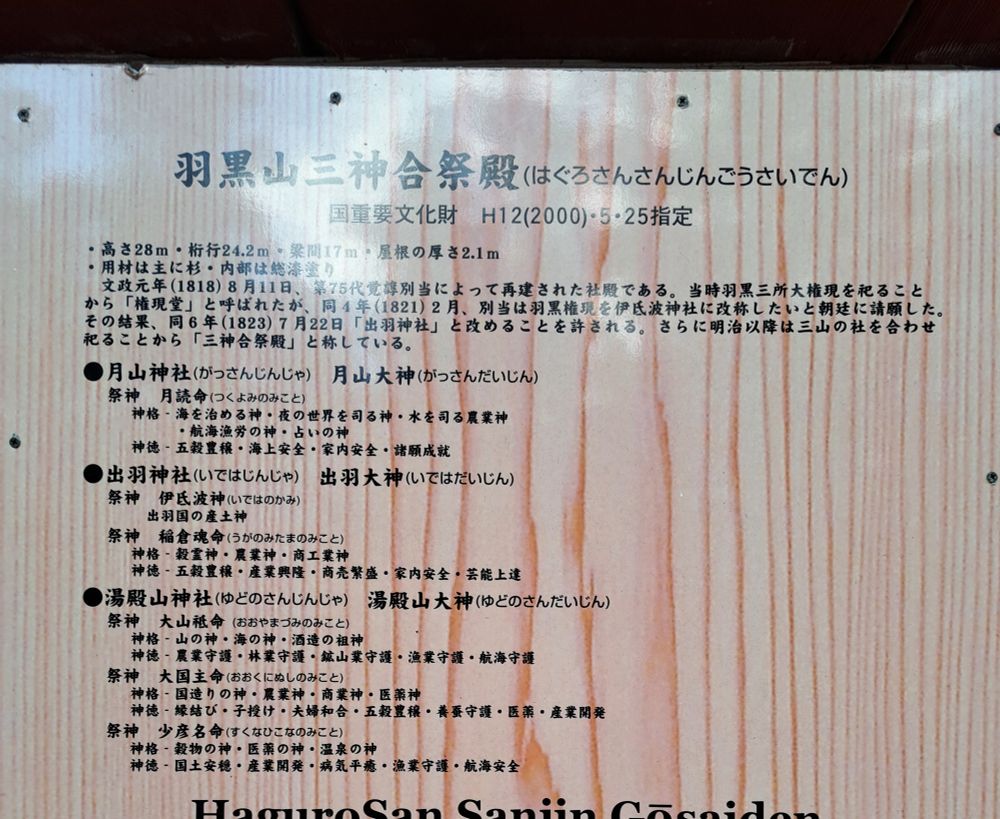 羽黒山三神合祭殿(はぐろさんさんじんごうさいでん)
国重要文化財 H12(2000)・5・25指定
・高さ28m・桁行24.2m・梁間17m・屋根の厚さ2.1m
・用材は主に杉・内部は総漆塗り
文政元年(1818)8月11日、第75代覚諄別当によって再建された社殿である。当時羽黒三所大権現を祀ること
から「権現堂」と呼ばれたが、同4年(1821)2月、別当は羽黒権現を伊氐波神社に改称したいと朝廷に請願した。
その結果、同6年(1823)7月22日「出羽神社」と改めることを許される。さらに明治以降は三山の社を合わせ
祀ることから「三神合祭殿」と称している。
●月山神社(がっさんじんじゃ) 月山大神(がっさんだいじん)
祭神 月読命(つくよみのみこと)
神格-海を治める神・夜の世界を司る神・水を司る農業神
・航海漁労の神・占いの神
神徳-五穀豊穣・海上安全・家内安全・諸願成就
●出羽神社(いではじんじゃ) 出羽大神(いではだいじん)
祭神 伊氐波神(いではのかみ)
出羽国の産土神
祭神 稲倉魂命(うがのみたまのみこと)
神格-穀霊神・農業神・商工業神
神徳-五穀豊穣・産業興隆・商売繁盛・家内安全・芸能上達
●湯殿山神社(ゆどのさんじんじゃ) 湯殿山大神(ゆどのさんだいじん)
祭神 大山祇命(おおやまづみのみこと)
神格-山の神・海の神・酒造の祖神
神徳-農業守護・林業守護・鉱山業守護・漁業守護・航海守護
祭神 大国主命(おおくにぬしのみこと)
神格-国造りの神・農業神・商業神・医薬神
神徳-縁結び・子授け・夫婦和合・五穀豊穣・養蚕守護・医薬・産業開発
祭神 少彦名命(すくなひこなのみこと)
神格-穀物の神・医薬の神・温泉の神
神徳-国土安穏・産業開発・病気平癒・漁業守護・航海安全
HaguroSan Sanjin Gōsaiden